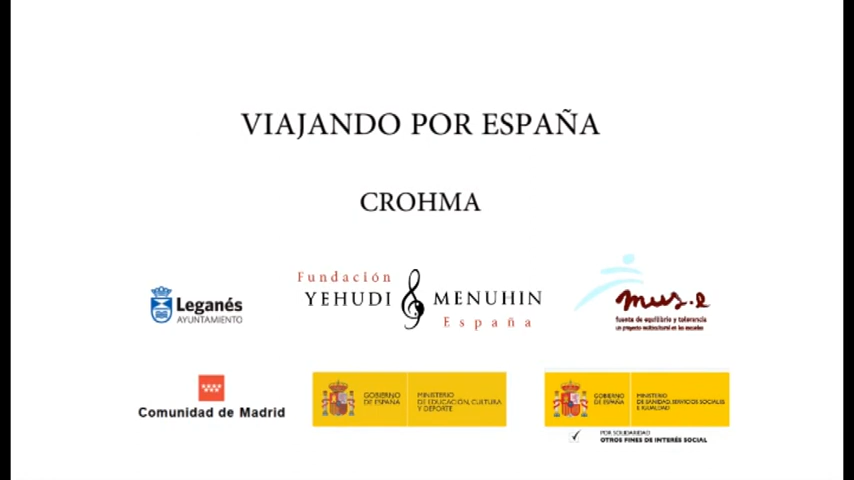 VIAJANDO POR ESPAÑA
CROHMA
Leganés
AYUNTAMIENTO
Fundación
YEHUDI MENUHIN
España
mus-e
fuente de equilibrio y tolerancia
un proyecto multicultural en las escuelas
Comunidad de Madrid
GOBIERNO
DE ESPAÑA
MINISTERIO
DE EDUCACIÓN, CULTURA
Y DEPORTE
GOBIERNO
DE ESPAÑA
MINISTERIO
DE SANIDAD, SERVICIOS SOCIALES
E IGUALDAD
POR SOLIDARIDAD
OTROS FINES DE INTERÉS SOCIAL